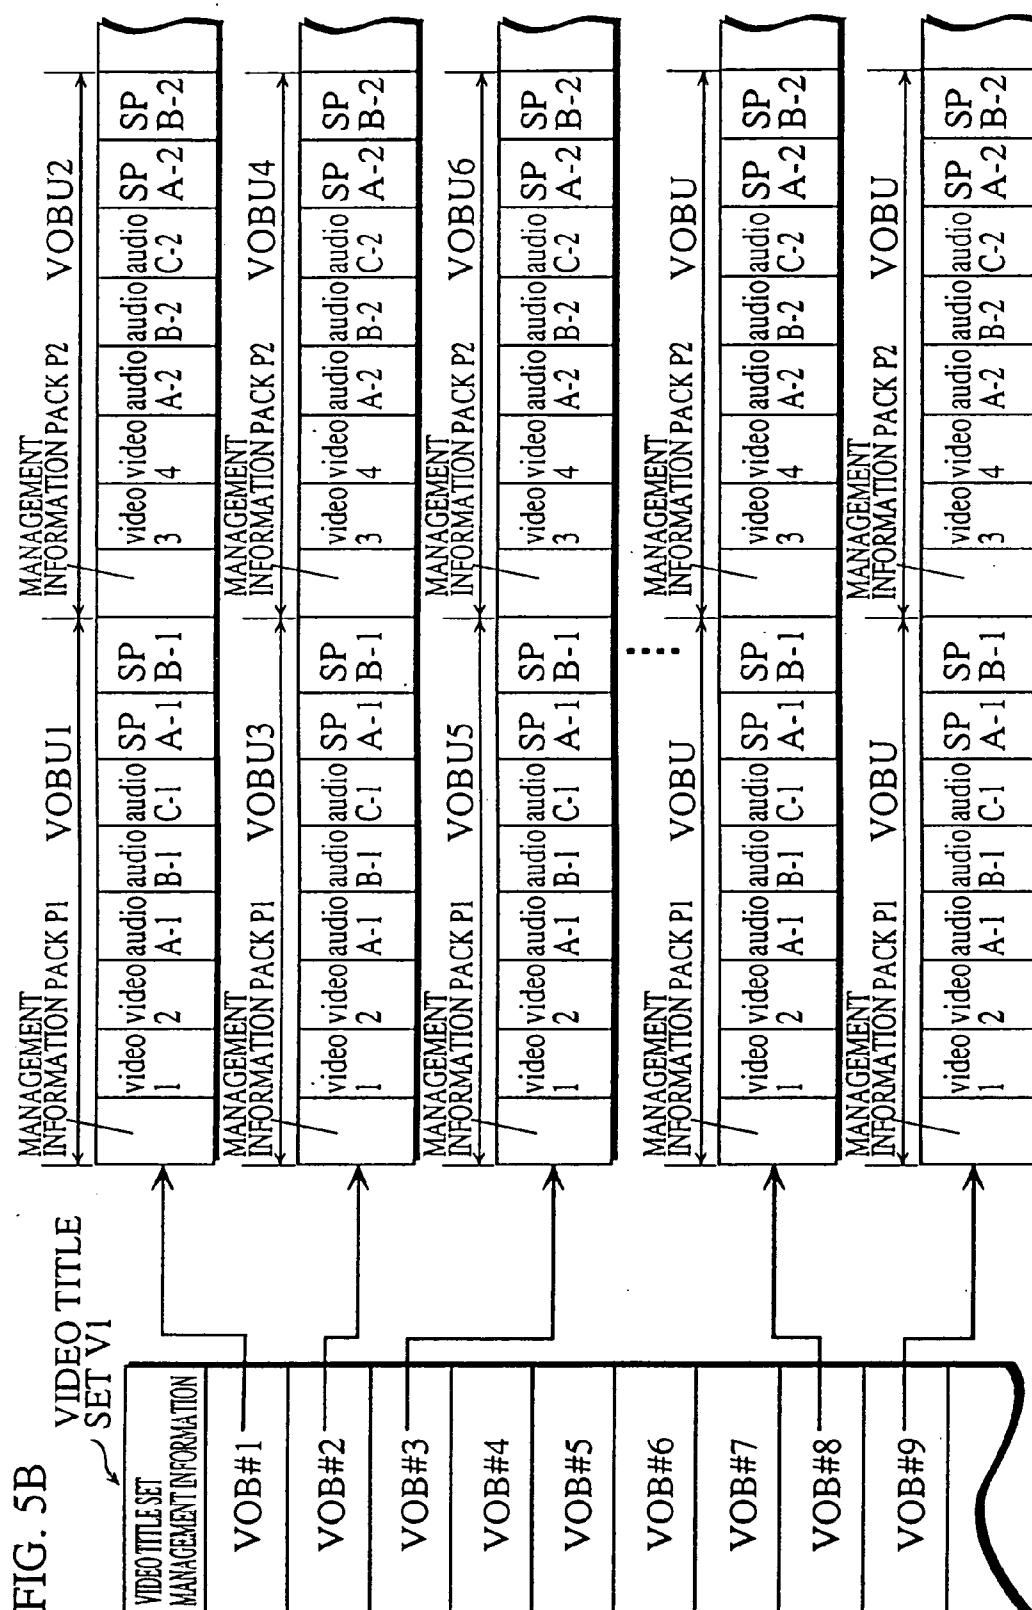 FIG. 5B
VIDEO TITLE
SET V1
VIDEO TITLE SET
MANAGEMENT INFORMATION
VOB#1
VOB#2
VOB#3
VOB#4
VOB#5
VOB#6
VOB#7
VOB#8
VOB#9
MANAGEMENT
INFORMATION PACK P1
VOBU1
MANAGEMENT
INFORMATION PACK P2
VOBU2
video 1
video 2
audio A-1
audio B-1
audio C-1
SP A-1
SP B-1
video 3
video 4
audio A-2
audio B-2
audio C-2
SP A-2
SP B-2
MANAGEMENT
INFORMATION PACK P1
VOBU3
MANAGEMENT
INFORMATION PACK P2
VOBU4
video 1
video 2
audio A-1
audio B-1
audio C-1
SP A-1
SP B-1
video 3
video 4
audio A-2
audio B-2
audio C-2
SP A-2
SP B-2
MANAGEMENT
INFORMATION PACK P1
VOBU5
MANAGEMENT
INFORMATION PACK P2
VOBU6
video 1
video 2
audio A-1
audio B-1
audio C-1
SP A-1
SP B-1
video 3
video 4
audio A-2
audio B-2
audio C-2
SP A-2
SP B-2
MANAGEMENT
INFORMATION PACK P1
VOBU
MANAGEMENT
INFORMATION PACK P2
VOBU
video 1
video 2
audio A-1
audio B-1
audio C-1
SP A-1
SP B-1
video 3
video 4
audio A-2
audio B-2
audio C-2
SP A-2
SP B-2
MANAGEMENT
INFORMATION PACK P1
VOBU
MANAGEMENT
INFORMATION PACK P2
VOBU
video 1
video 2
audio A-1
audio B-1
audio C-1
SP A-1
SP B-1
video 3
video 4
audio A-2
audio B-2
audio C-2
SP A-2
SP B-2